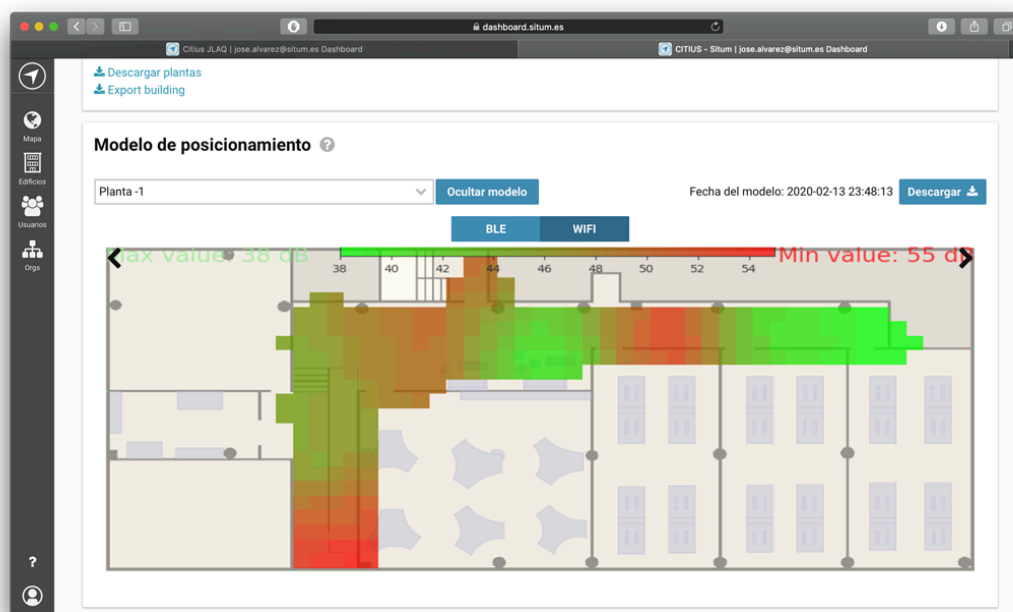 dashboard.situm.es
Citius JLAQ | jose.alvarez@situm.es Dashboard
CITIUS - Situm | jose.alvarez@situm.es Dashboard
Descargar plantas
Export building
Mapa
Edificios
Usuarios
Orgs
?
Modelo de posicionamiento ?
Planta -1
Ocultar modelo
Fecha del modelo: 2020-02-13 23:48:13
Descargar
BLE
WIFI
Max value: 38 dB
Min value: 55 dB
38 40 42 44 46 48 50 52 54